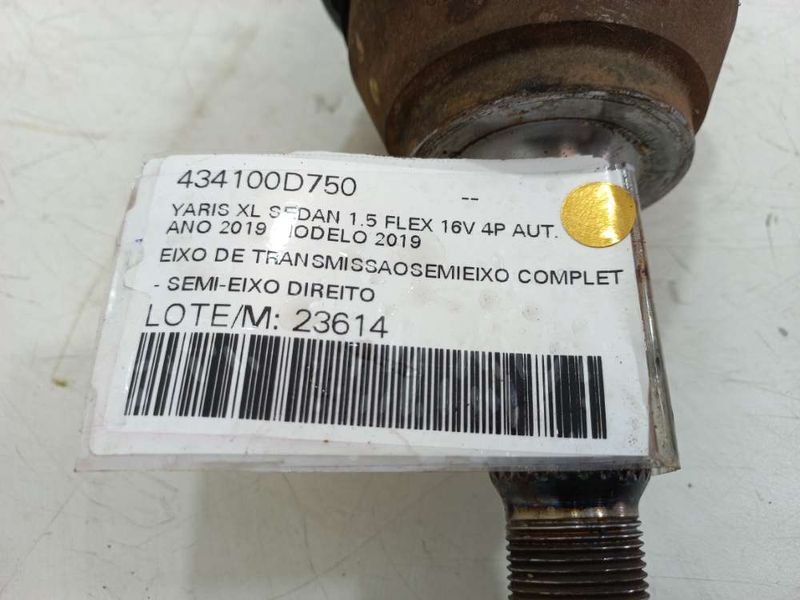 434100D750 --
YARIS XL SEDAN 1.5 FLEX 16V 4P AUT.
ANO 2019 MODELO 2019
EIXO DE TRANSMISSAOSEMIEIXO COMPLET
- SEMI-EIXO DIREITO
LOTE/M: 23614